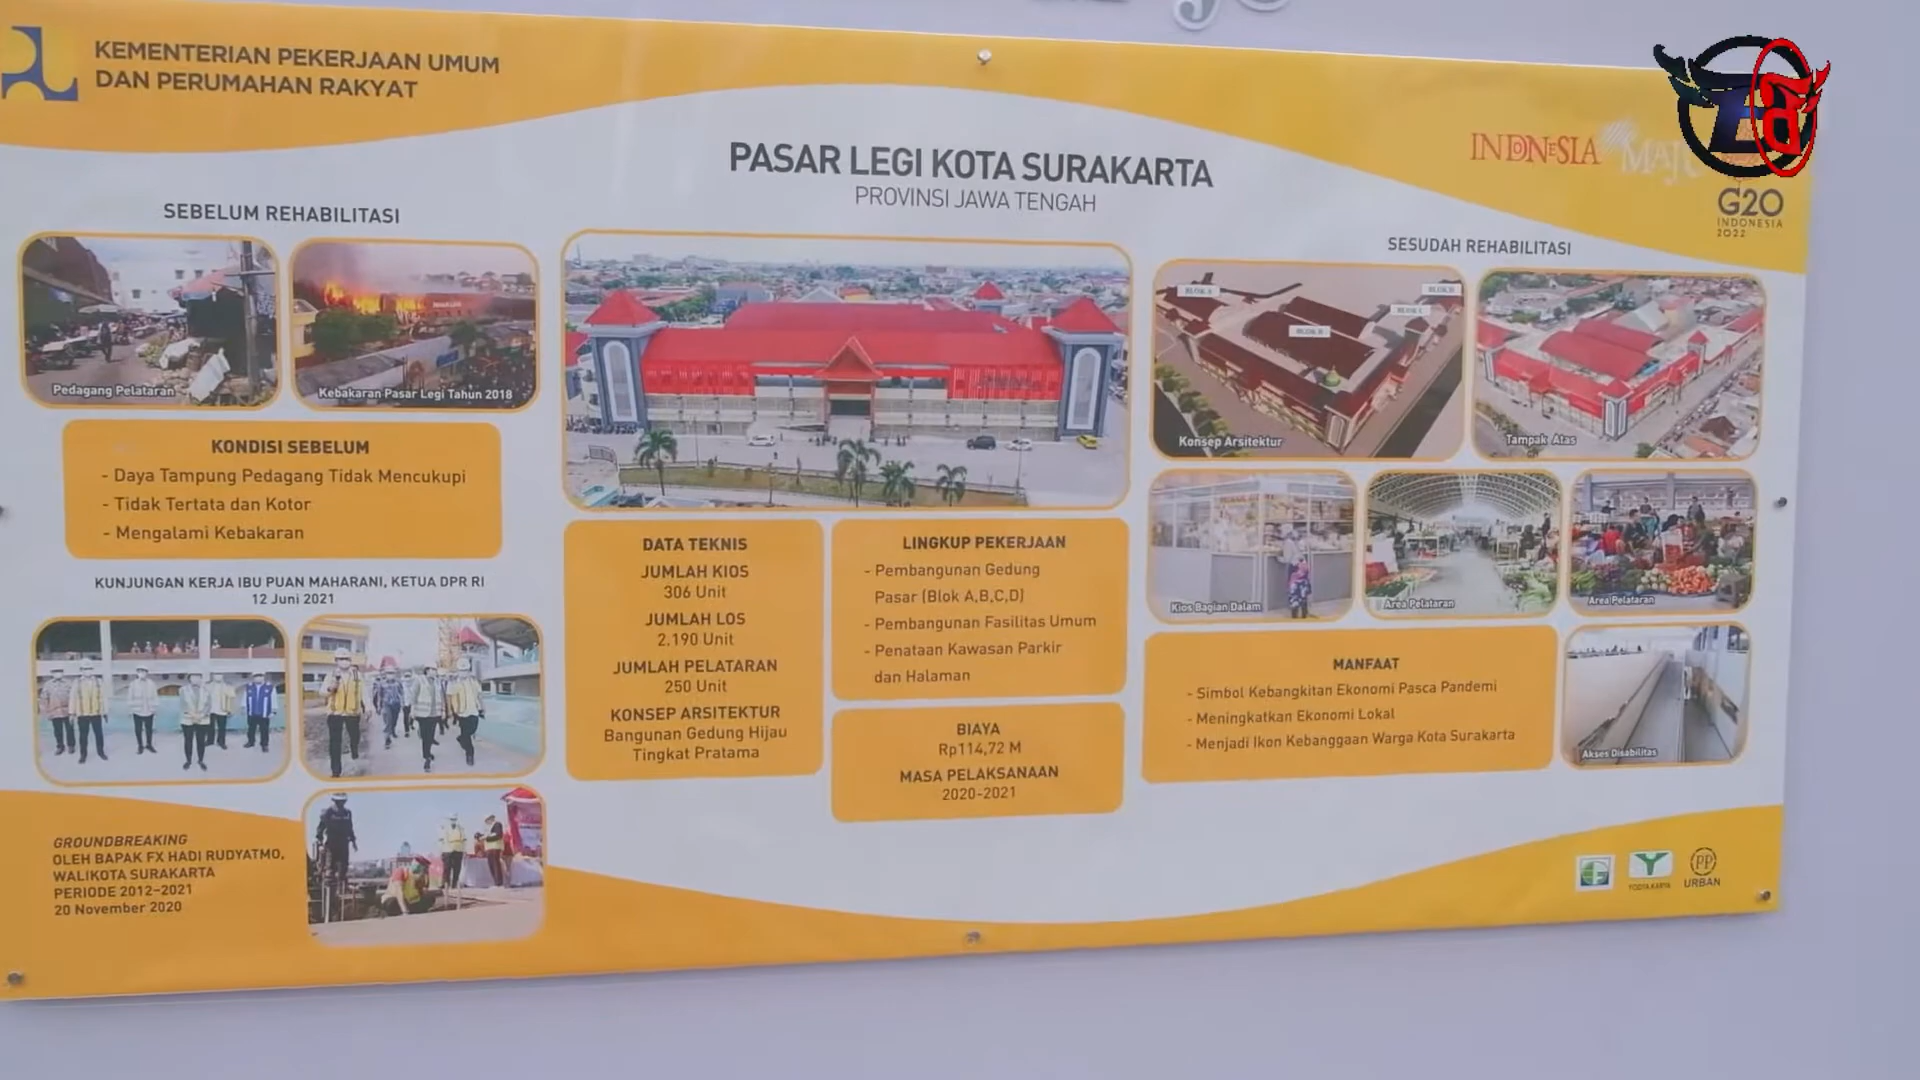 KEMENTERIAN PEKERJAAN UMUM
DAN PERUMAHAN RAKYAT
INDONESIA
G20
INDONESIA
2022
PASAR LEGI KOTA SURAKARTA
PROVINSI JAWA TENGAH
SEBELUM REHABILITASI
Pedagang Pelataran
Kebakaran Pasar Legi Tahun 2018
KONDISI SEBELUM
- Daya Tampung Pedagang Tidak Mencukupi
- Tidak Tertata dan Kotor
- Mengalami Kebakaran
KUNJUNGAN KERJA IBU PUAN MAHARANI, KETUA DPR RI
12 Juni 2021
GROUNDBREAKING
OLEH BAPAK FX HADI RUDYATMO,
WALIKOTA SURAKARTA
PERIODE 2012-2021
20 November 2020
DATA TEKNIS
JUMLAH KIOS
306 Unit
JUMLAH LOS
2.190 Unit
JUMLAH PELATARAN
250 Unit
KONSEP ARSITEKTUR
Bangunan Gedung Hijau
Tingkat Pratama
LINGKUP PEKERJAAN
- Pembangunan Gedung
Pasar (Blok A,B,C,D)
- Pembangunan Fasilitas Umum
- Penataan Kawasan Parkir
dan Halaman
BIAYA
Rp114,72 M
MASA PELAKSANAAN
2020-2021
SESUDAH REHABILITASI
Konsep Arsitektur
Tampak Atas
Kios Bagian Dalam
Area Pelataran
Area Pelataran
MANFAAT
- Simbol Kebangkitan Ekonomi Pasca Pandemi
- Meningkatkan Ekonomi Lokal
- Menjadi Ikon Kebanggaan Warga Kota Surakarta
Akses Disabilitas
YODYA KARYA
PP
URBAN